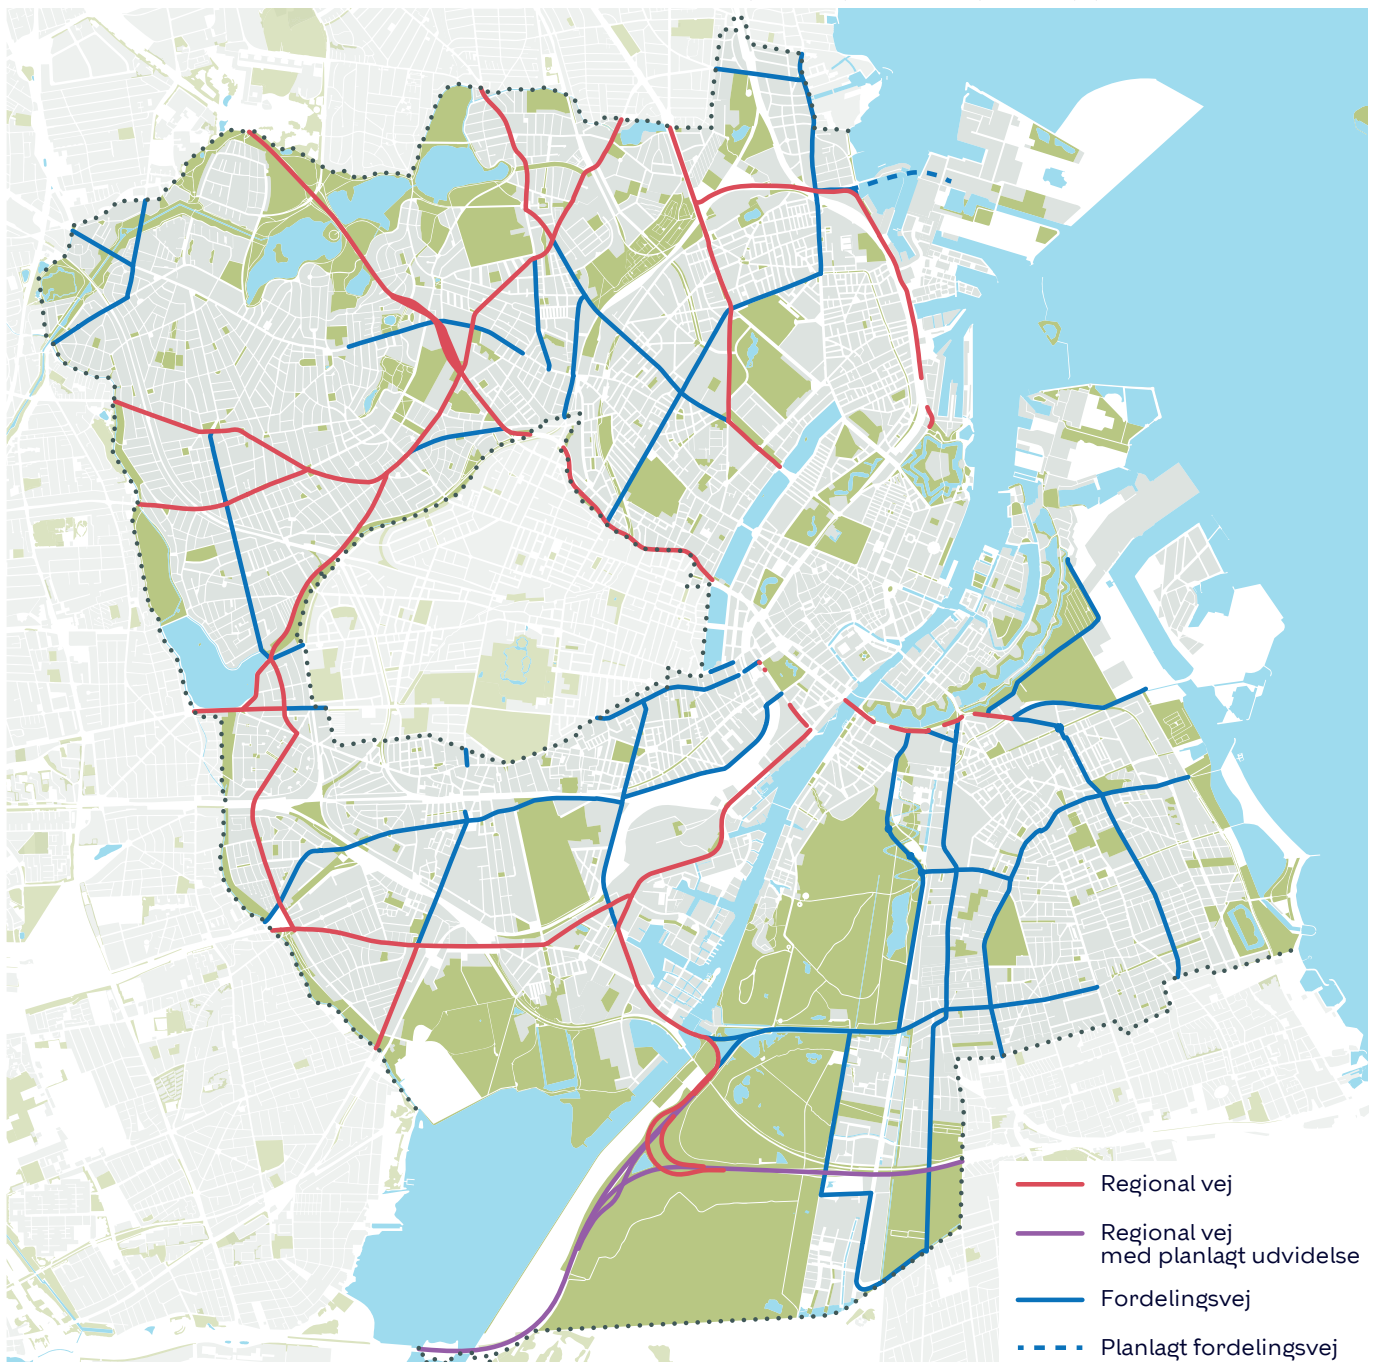 Regional vej
Regional vej
med planlagt udvidelse
Fordelingsvej
Planlagt fordelingsvej